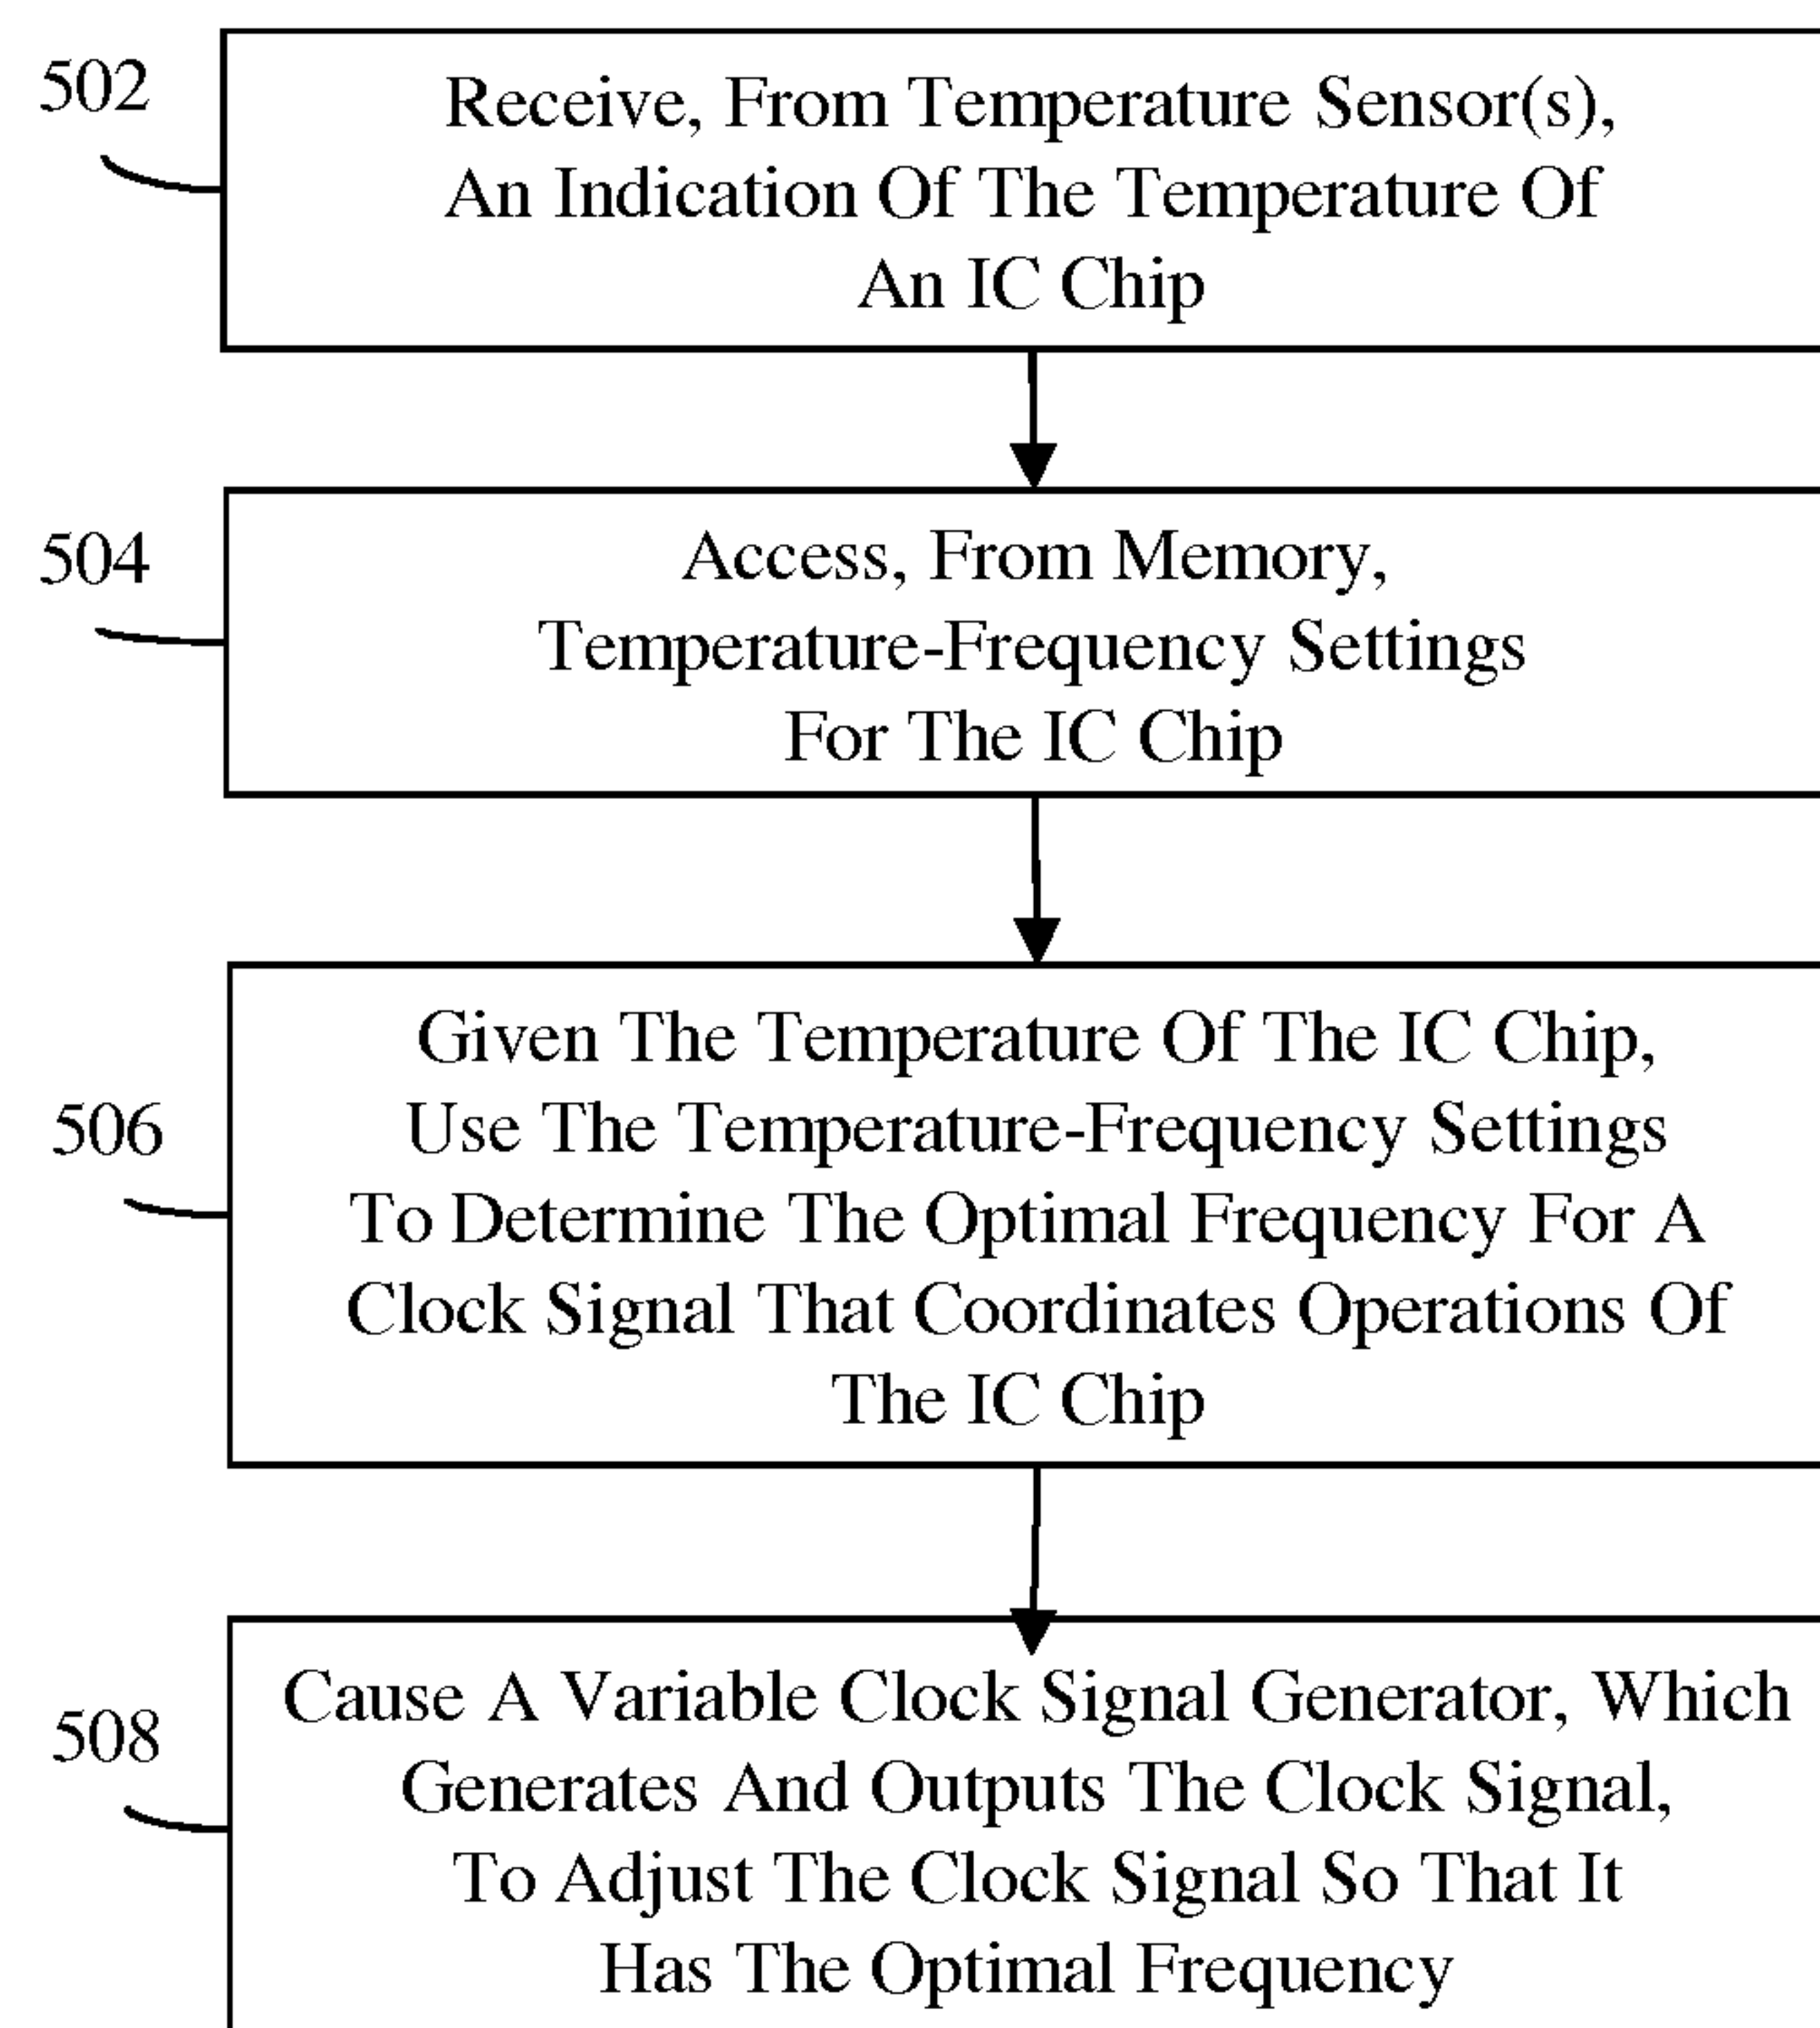 502
Receive, From Temperature Sensor(s),
An Indication Of The Temperature Of
An IC Chip
504
Access, From Memory,
Temperature-Frequency Settings
For The IC Chip
506
Given The Temperature Of The IC Chip,
Use The Temperature-Frequency Settings
To Determine The Optimal Frequency For A
Clock Signal That Coordinates Operations Of
The IC Chip
508
Cause A Variable Clock Signal Generator, Which
Generates And Outputs The Clock Signal,
To Adjust The Clock Signal So That It
Has The Optimal Frequency